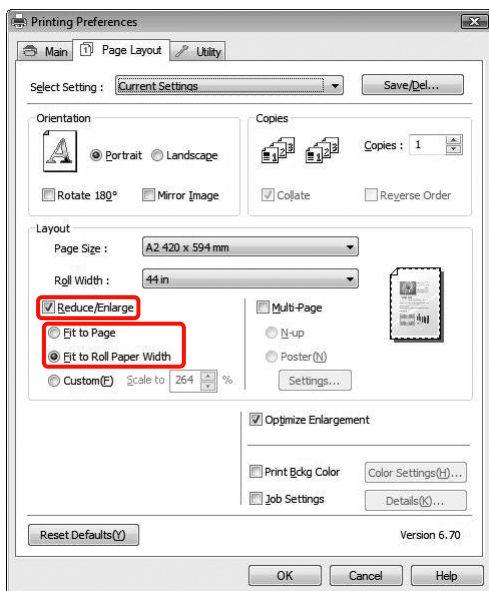 Printing Preferences
Main 1 Page Layout Utility
Select Setting : Current Settings Save/Del...
Orientation
Portrait Landscape
Rotate 180° Mirror Image
Copies
Copies : 1
Collate Reverse Order
Layout
Page Size : A2 420 x 594 mm
Roll Width : 44 in
Reduce/Enlarge
Fit to Page
Fit to Roll Paper Width
Custom(F) Scale to 264 %
Multi-Page
N-up
Poster(N)
Settings...
Optimize Enlargement
Print Bckg Color Color Settings(H)...
Job Settings Details(K)...
Reset Defaults(Y) Version 6.70
OK Cancel Help